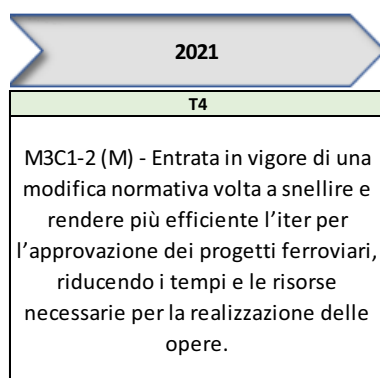 2021
T4
M3C1-2 (M) - Entrata in vigore di una
modifica normativa volta a snellire e
rendere più efficiente l’iter per
l’approvazione dei progetti ferroviari,
riducendo i tempi e le risorse
necessarie per la realizzazione delle
opere.